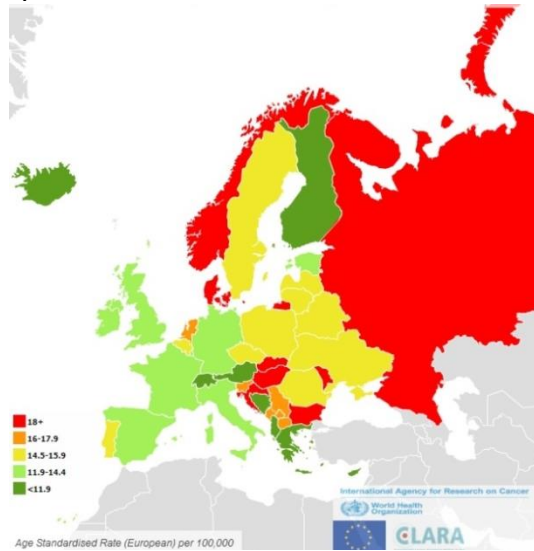 18+
16-17.9
14.5-15.9
11.9-14.4
<11.9
International Agency for Research on Cancer
World Health
Organization
CLARA
Age Standardised Rate (European) per 100,000